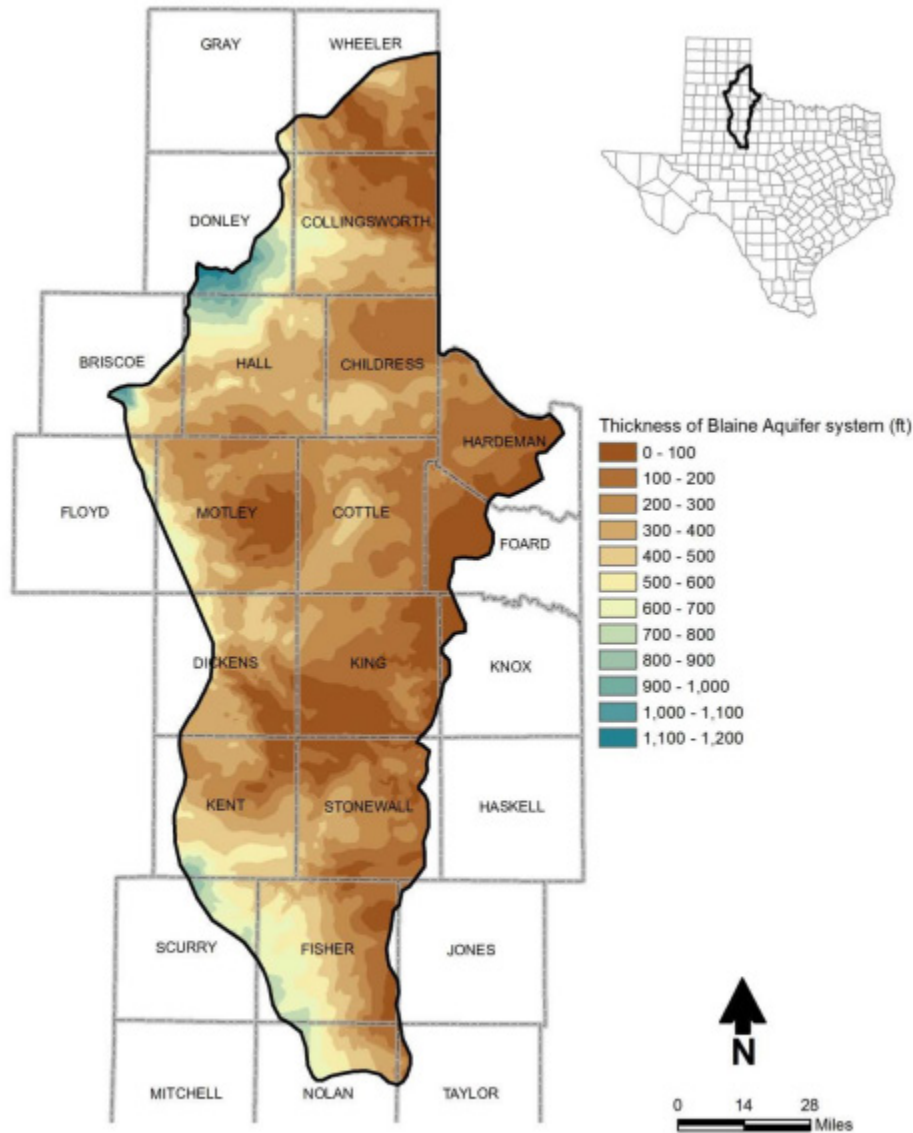 GRAY
WHEELER
DONLEY
COLLINGSWORTH
BRISCOE
HALL
CHILDRESS
HARDEMAN
FLOYD
MOTLEY
COTTLE
FOARD
DICKENS
KING
KNOX
KENT
STONEWALL
HASKELL
SCURRY
FISHER
JONES
MITCHELL
NOLAN
TAYLOR
Thickness of Blaine Aquifer system (ft)
0 - 100
100 - 200
200 - 300
300 - 400
400 - 500
500 - 600
600 - 700
700 - 800
800 - 900
900 - 1,000
1,000 - 1,100
1,100 - 1,200
N
0 14 28
Miles